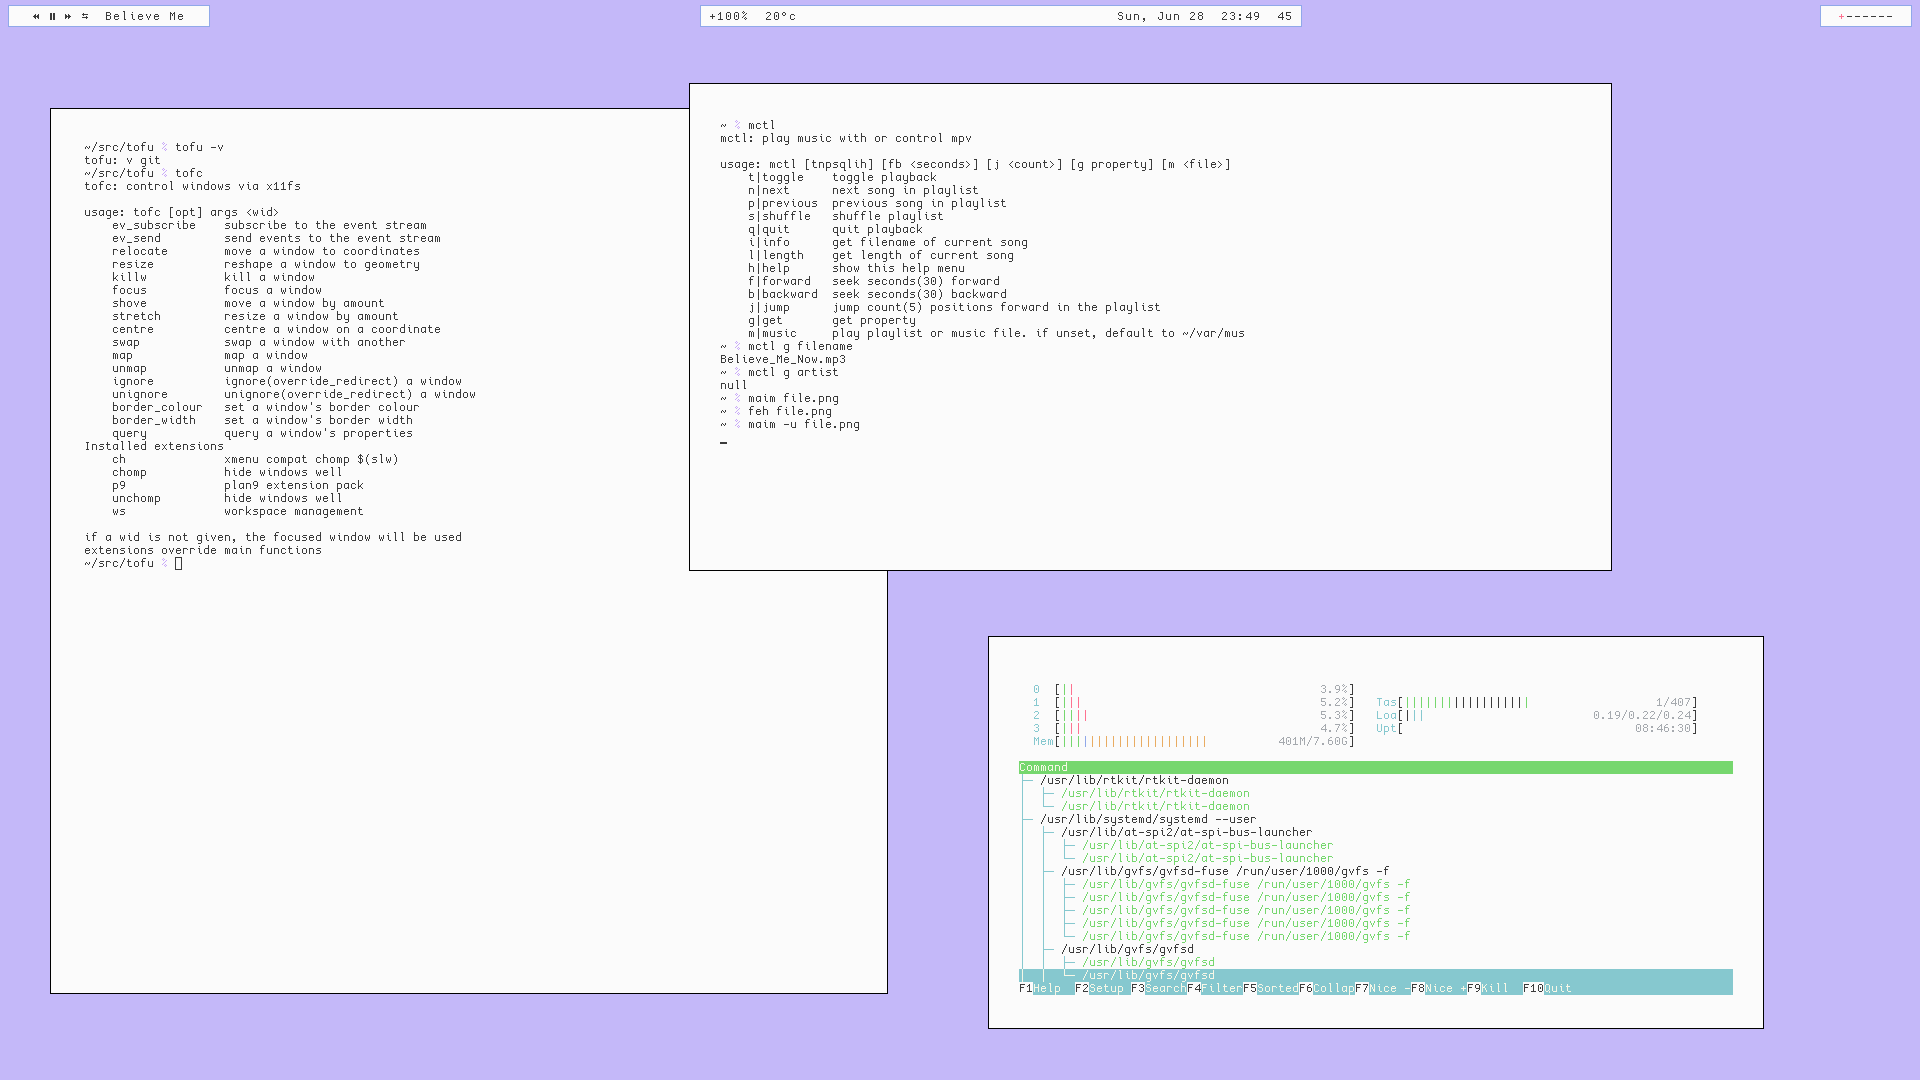 Believe Me
+100% 20°c Sun, Jun 28 23:49 45
+------
~/src/tofu % tofu -v
tofu: v git
~/src/tofu % tofc
tofc: control windows via x11fs
usage: tofc [opt] args <wid>
ev_subscribe subscribe to the event stream
ev_send send events to the event stream
relocate move a window to coordinates
resize reshape a window to geometry
killw kill a window
focus focus a window
shove move a window by amount
stretch resize a window by amount
centre centre a window on a coordinate
swap swap a window with another
map map a window
unmap unmap a window
ignore ignore(override_redirect) a window
unignore unignore(override_redirect) a window
border_colour set a window's border colour
border_width set a window's border width
query query a window's properties
Installed extensions
ch xmenu compat chomp $(slw)
chomp hide windows well
p9 plan9 extension pack
unchomp hide windows well
ws workspace management
if a wid is not given, the focused window will be used
extensions override main functions
~/src/tofu %
~ % mctl
mctl: play music with or control mpv
usage: mctl [tnpsqlih] [fb <seconds>] [j <count>] [g property] [m <file>]
t|toggle toggle playback
n|next next song in playlist
p|previous previous song in playlist
s|shuffle shuffle playlist
q|quit quit playback
i|info get filename of current song
l|length get length of current song
h|help show this help menu
f|forward seek seconds(30) forward
b|backward seek seconds(30) backward
j|jump jump count(5) positions forward in the playlist
g|get get property
m|music play playlist or music file. if unset, default to ~/var/mus
~ % mctl g filename
Believe_Me_Now.mp3
~ % mctl g artist
null
~ % maim file.png
~ % feh file.png
~ % maim -u file.png
0 [|| 3.9%]
1 [||| 5.2%] Tas[|||||||||||||||||| 1/407]
2 [|||| 5.3%] Loa[||| 0.19/0.22/0.24]
3 [||| 4.7%] Upt[ 08:46:30]
Mem[||||||||||||||||||||| 401M/7.60G]
Command
├─ /usr/lib/rtkit/rtkit-daemon
│ ├─ /usr/lib/rtkit/rtkit-daemon
│ └─ /usr/lib/rtkit/rtkit-daemon
├─ /usr/lib/systemd/systemd --user
│ ├─ /usr/lib/at-spi2/at-spi-bus-launcher
│ │ ├─ /usr/lib/at-spi2/at-spi-bus-launcher
│ │ └─ /usr/lib/at-spi2/at-spi-bus-launcher
│ ├─ /usr/lib/gvfs/gvfsd-fuse /run/user/1000/gvfs -f
│ │ ├─ /usr/lib/gvfs/gvfsd-fuse /run/user/1000/gvfs -f
│ │ ├─ /usr/lib/gvfs/gvfsd-fuse /run/user/1000/gvfs -f
│ │ ├─ /usr/lib/gvfs/gvfsd-fuse /run/user/1000/gvfs -f
│ │ ├─ /usr/lib/gvfs/gvfsd-fuse /run/user/1000/gvfs -f
│ │ └─ /usr/lib/gvfs/gvfsd-fuse /run/user/1000/gvfs -f
│ ├─ /usr/lib/gvfs/gvfsd
│ │ ├─ /usr/lib/gvfs/gvfsd
│ │ └─ /usr/lib/gvfs/gvfsd
F1Help F2Setup F3SearchF4FilterF5SortedF6CollapF7Nice -F8Nice +F9Kill F10Quit